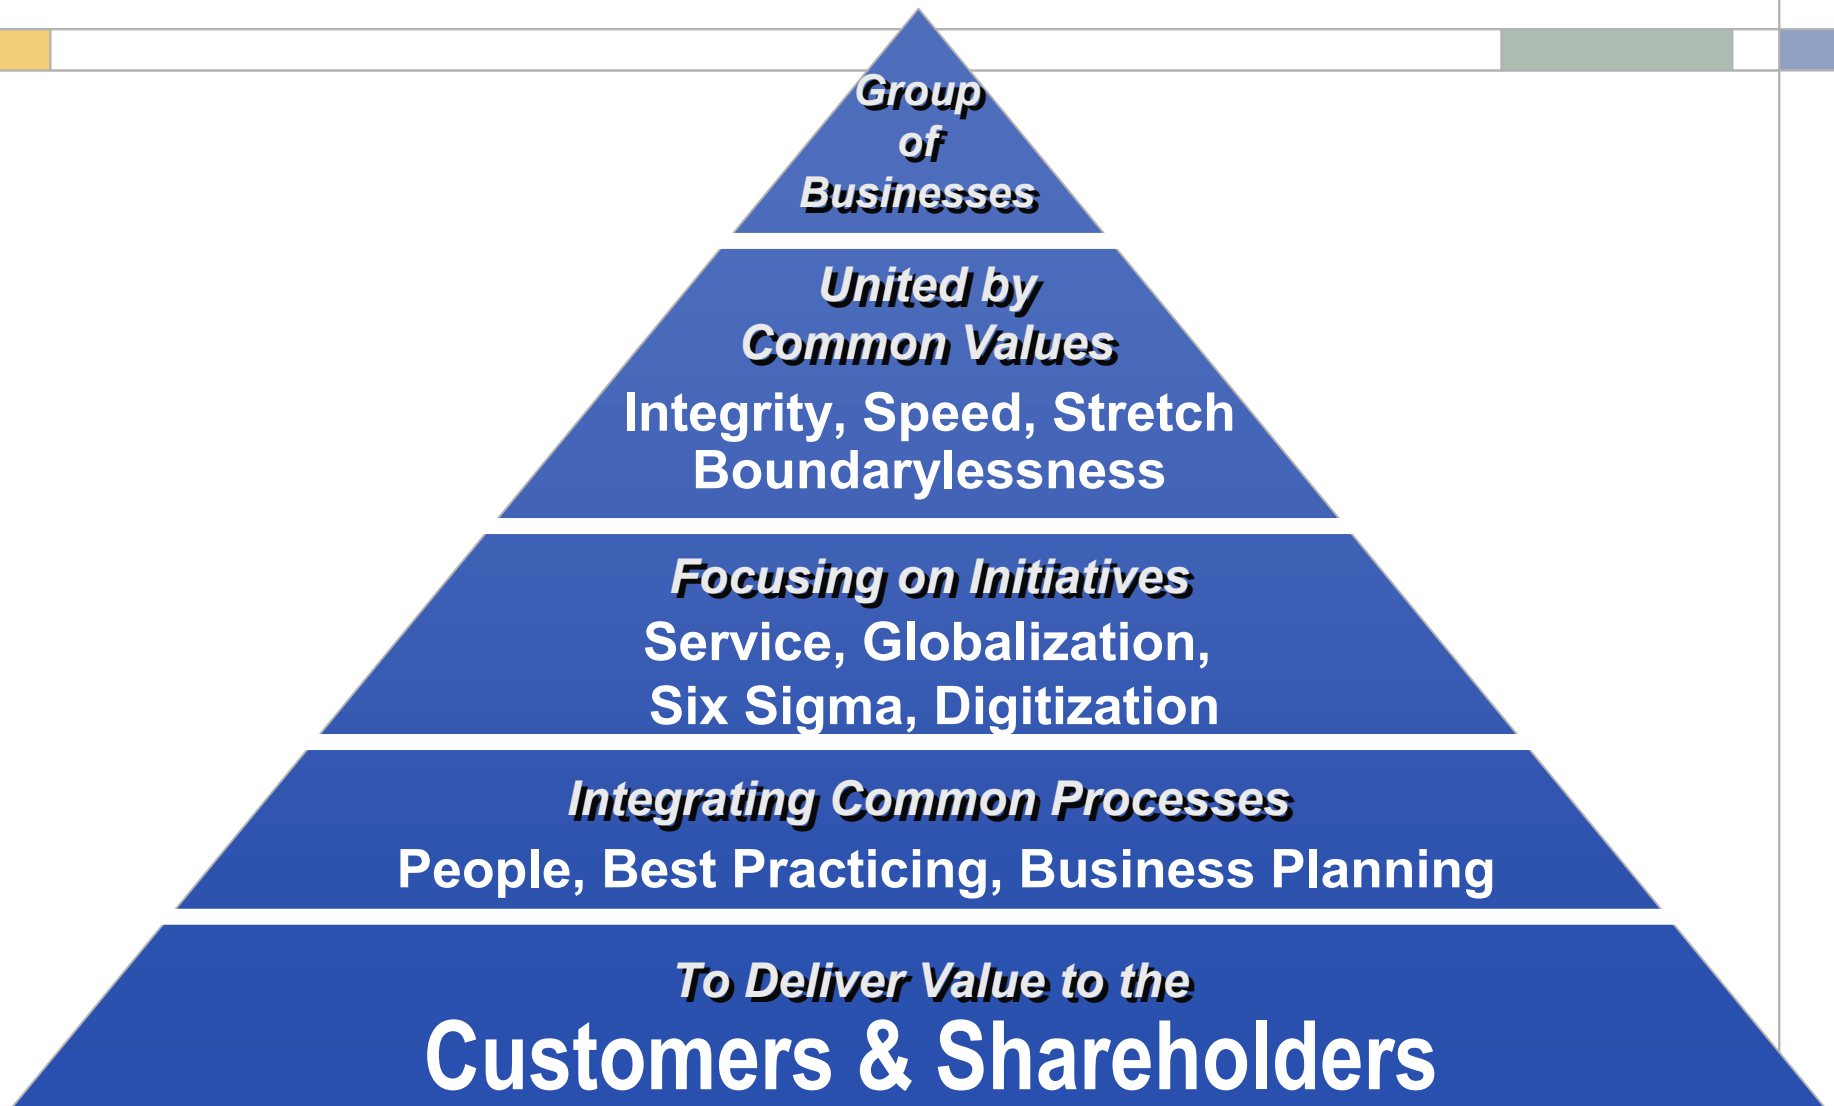 Group
of
Businesses
United by
Common Values
Integrity, Speed, Stretch
Boundarylessness
Focusing on Initiatives
Service, Globalization,
Six Sigma, Digitization
Integrating Common Processes
People, Best Practicing, Business Planning
To Deliver Value to the
Customers & Shareholders